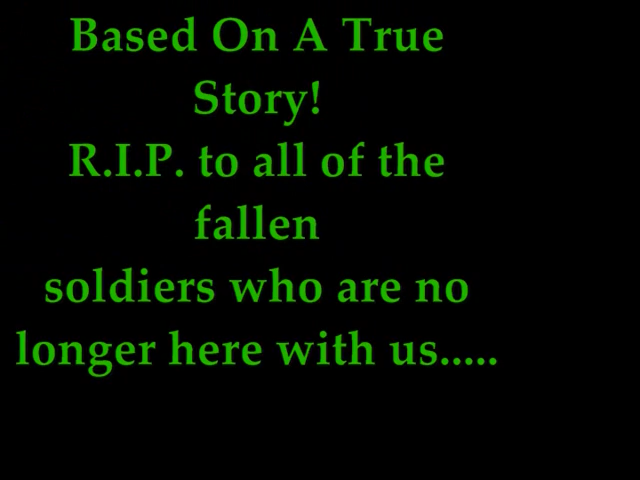 Based On A True
Story!
R.I.P. to all of the
fallen
soldiers who are no
longer here with us.....